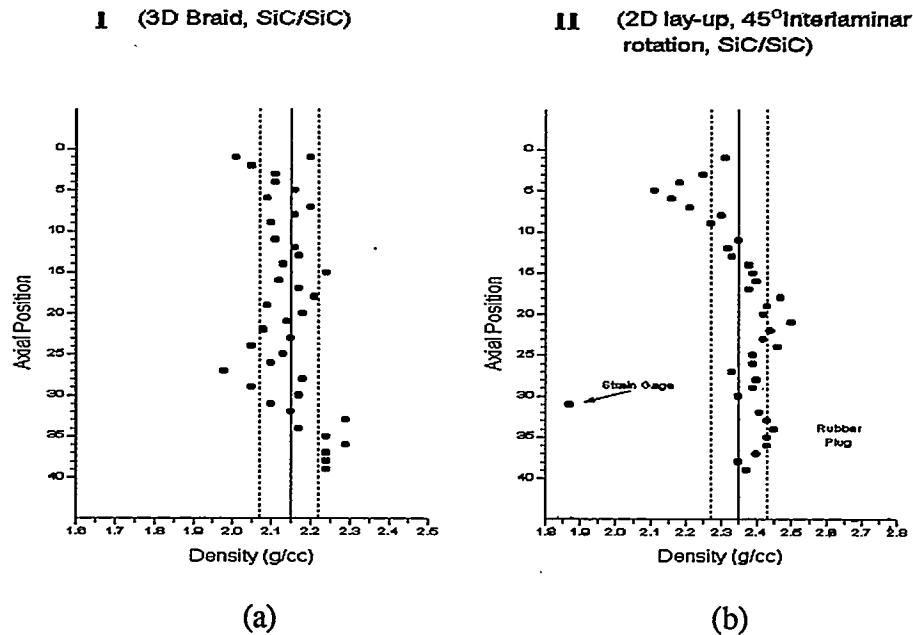 I (3D Braid, SiC/SiC)
0
5
10
15
20
25
30
35
40
Axial Position
1.6 1.7 1.8 1.9 2.0 2.1 2.2 2.3 2.4 2.5
Density (g/cc)
(a)
II (2D lay-up, 45⁰Interlaminar
rotation, SiC/SiC)
0
5
10
15
20
25
30
35
40
Axial Position
Strain Gage
Rubber
Plug
1.8 1.9 2.0 2.1 2.2 2.3 2.4 2.5 2.6 2.7 2.8
Density (g/cc)
(b)